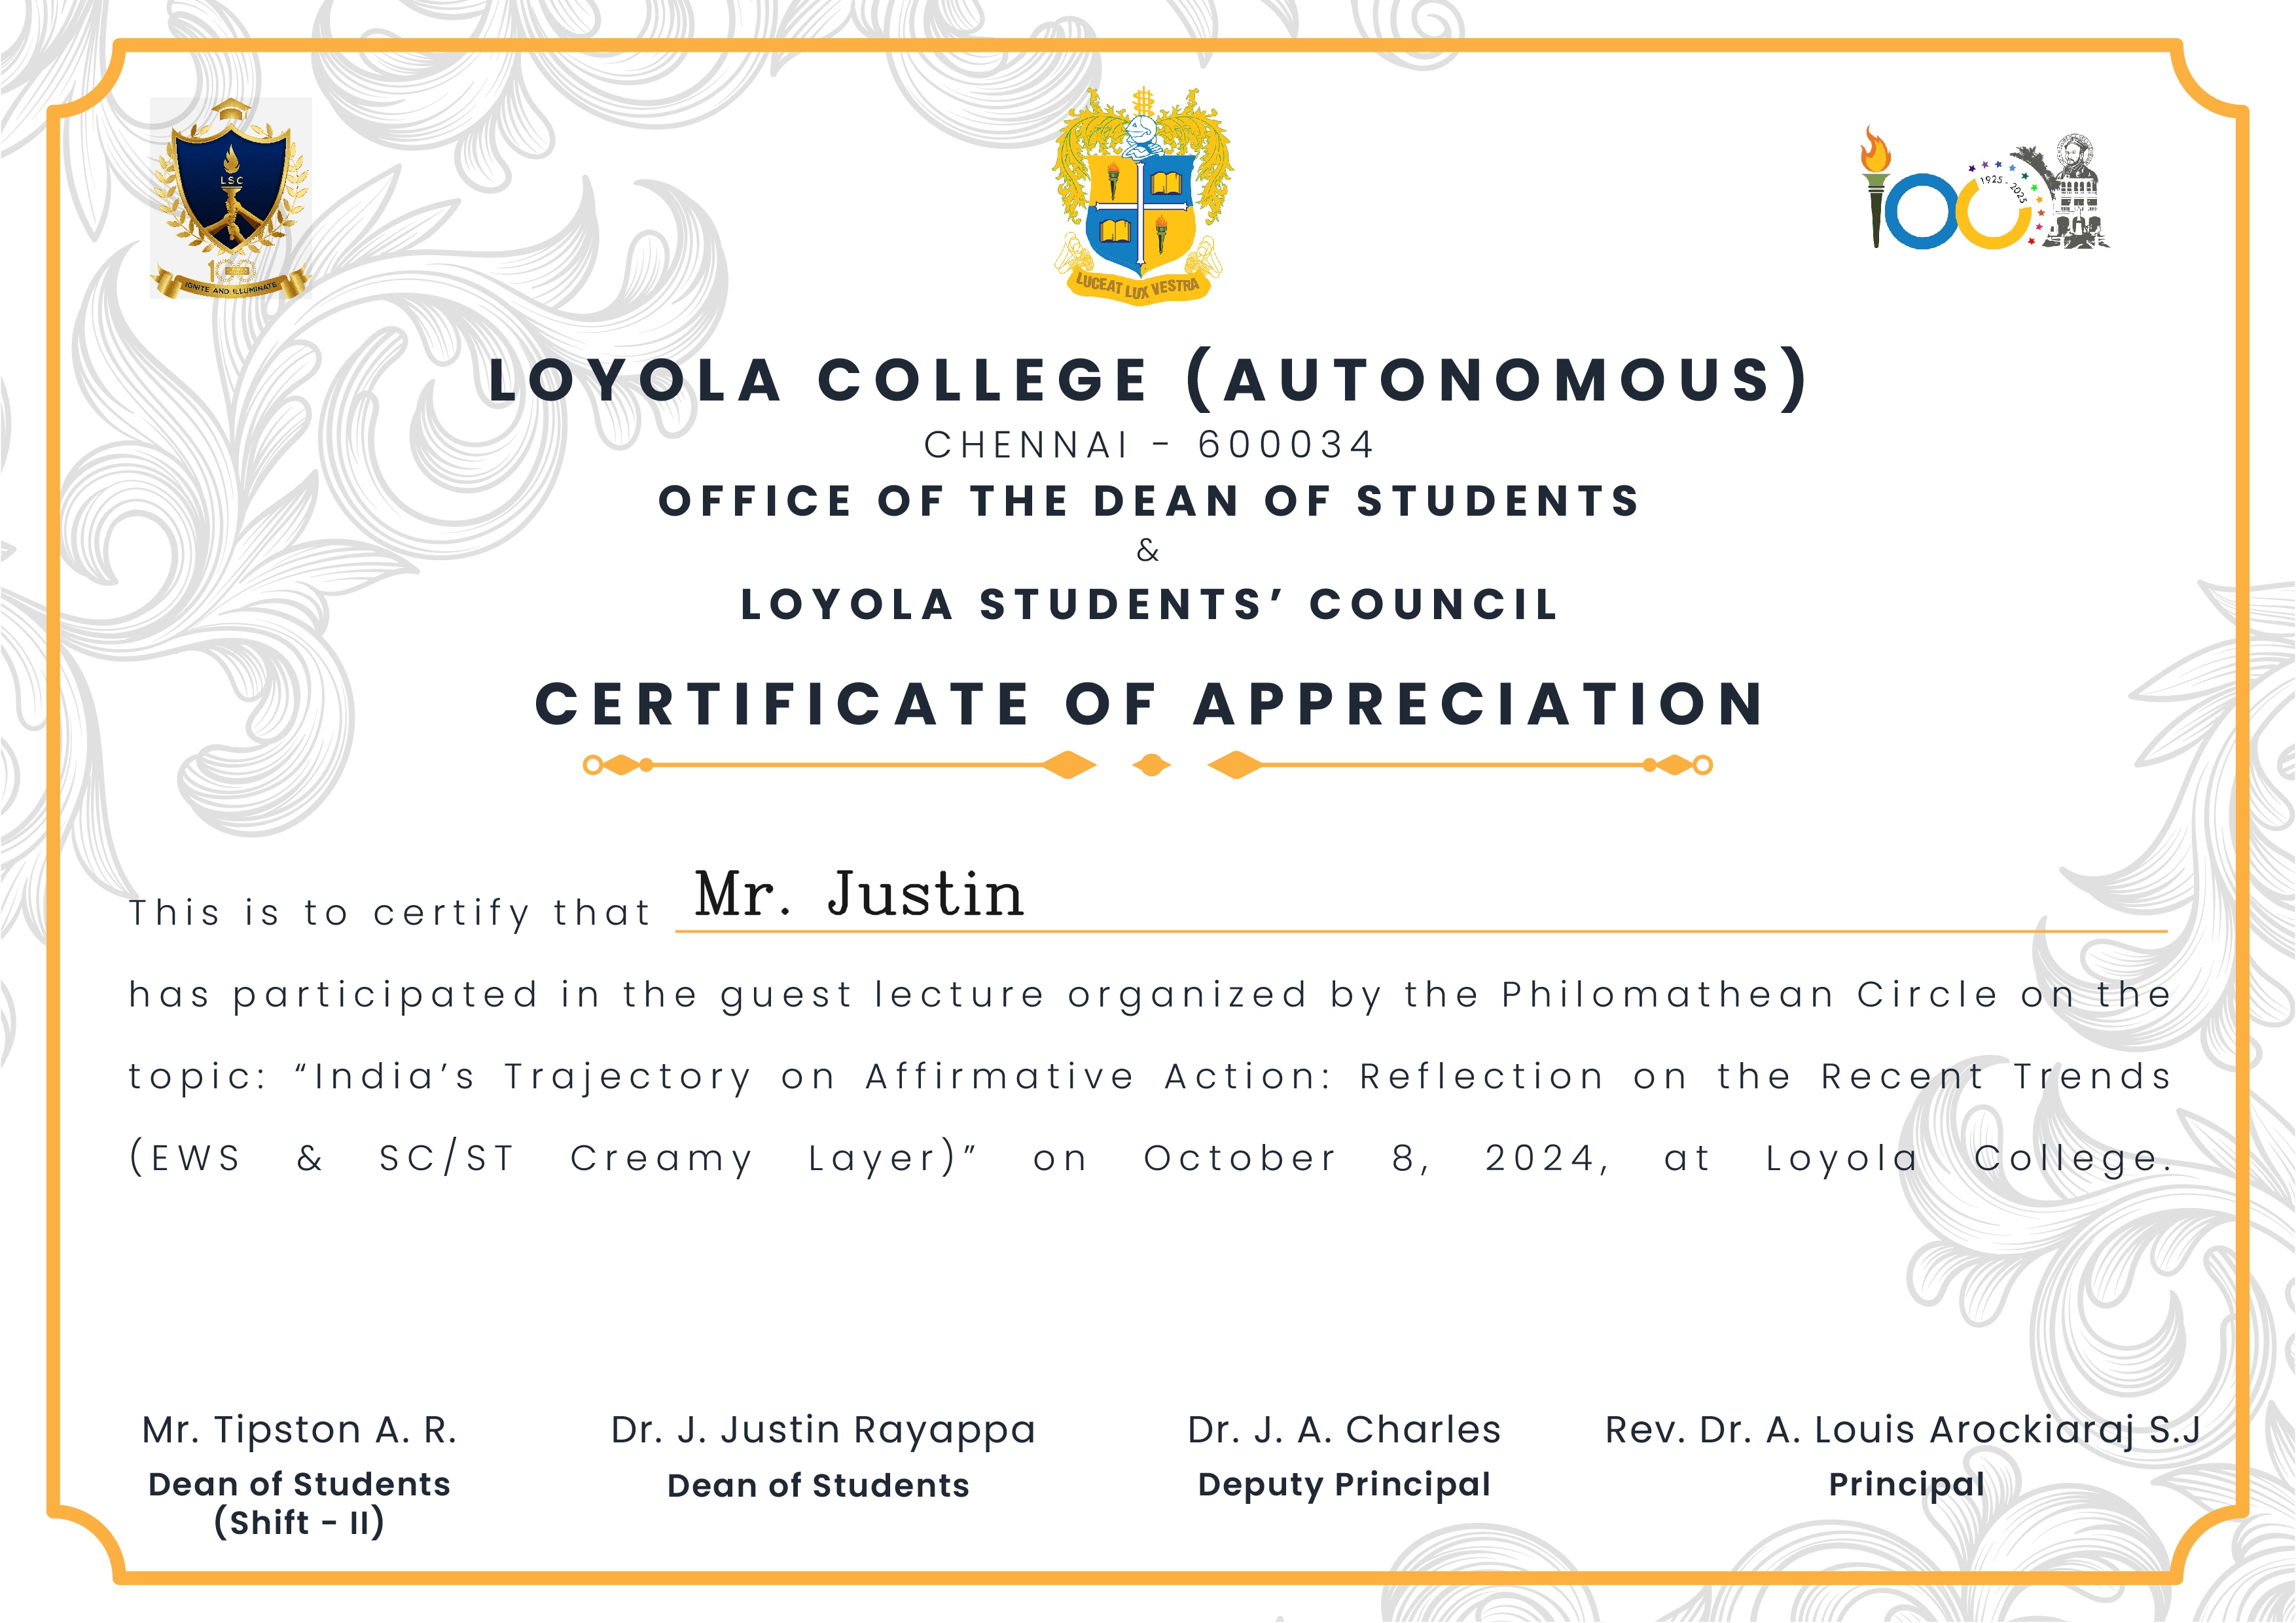 LSC
100
IGNITE AND ILLUMINATE
LUCEAT LUX VESTRA
100
1925 - 2025
LOYOLA COLLEGE (AUTONOMOUS)
CHENNAI - 600034
OFFICE OF THE DEAN OF STUDENTS
&
LOYOLA STUDENTS’ COUNCIL
CERTIFICATE OF APPRECIATION
This is to certify that Mr. Justin
has participated in the guest lecture organized by the Philomathean Circle on the
topic: “India’s Trajectory on Affirmative Action: Reflection on the Recent Trends
(EWS & SC/ST Creamy Layer)” on October 8, 2024, at Loyola College.
Mr. Tipston A. R.
Dean of Students
(Shift - II)
Dr. J. Justin Rayappa
Dean of Students
Dr. J. A. Charles
Deputy Principal
Rev. Dr. A. Louis Arockiaraj S.J
Principal